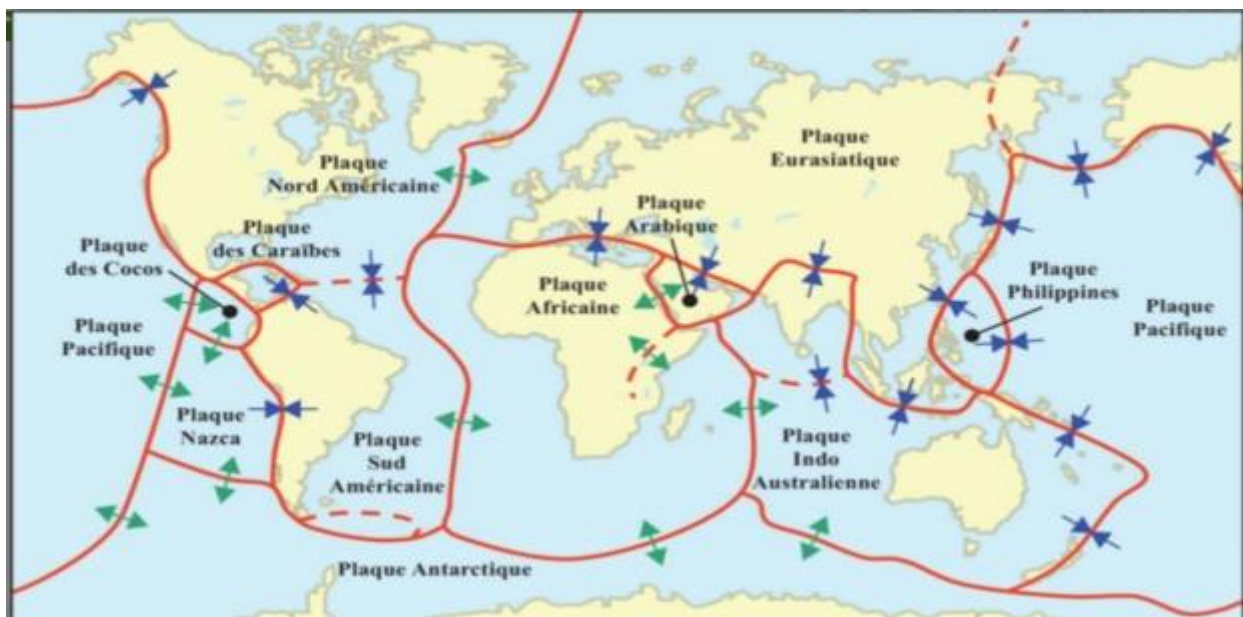 Plaque
Nord Américaine
Plaque
des Caraïbes
Plaque
des Cocos
Plaque
Pacifique
Plaque
Nazca
Plaque
Sud
Américaine
Plaque Antarctique
Plaque
Eurasiatique
Plaque
Arabique
Plaque
Africaine
Plaque
Philippines
Plaque
Pacifique
Plaque
Indo
Australienne